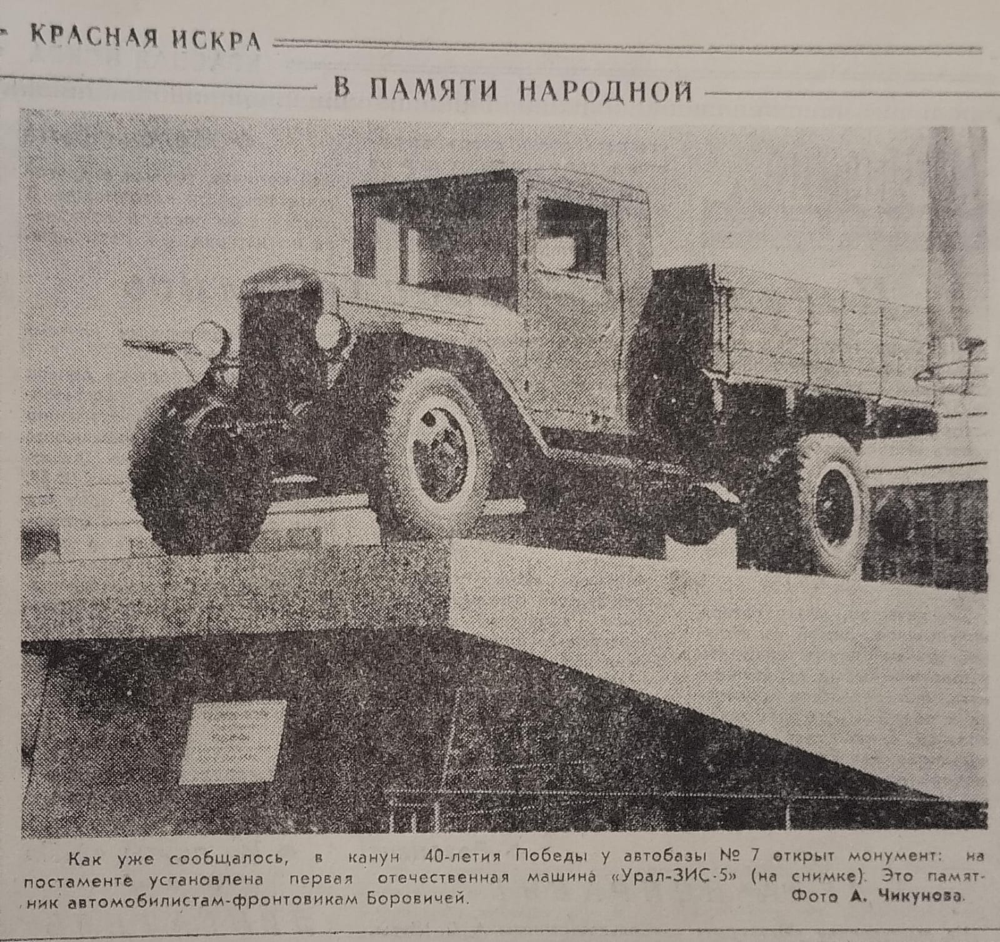 КРАСНАЯ ИСКРА
В ПАМЯТИ НАРОДНОЙ
Как уже сообщалось, в канун 40-летия Победы у автобазы № 7 открыт монумент: на
постаменте установлена первая отечественная машина «Урал-ЗИС-5» (на снимке). Это памят-
ник автомобилистам-фронтовикам Боровичей.
Фото А. Чикунова.